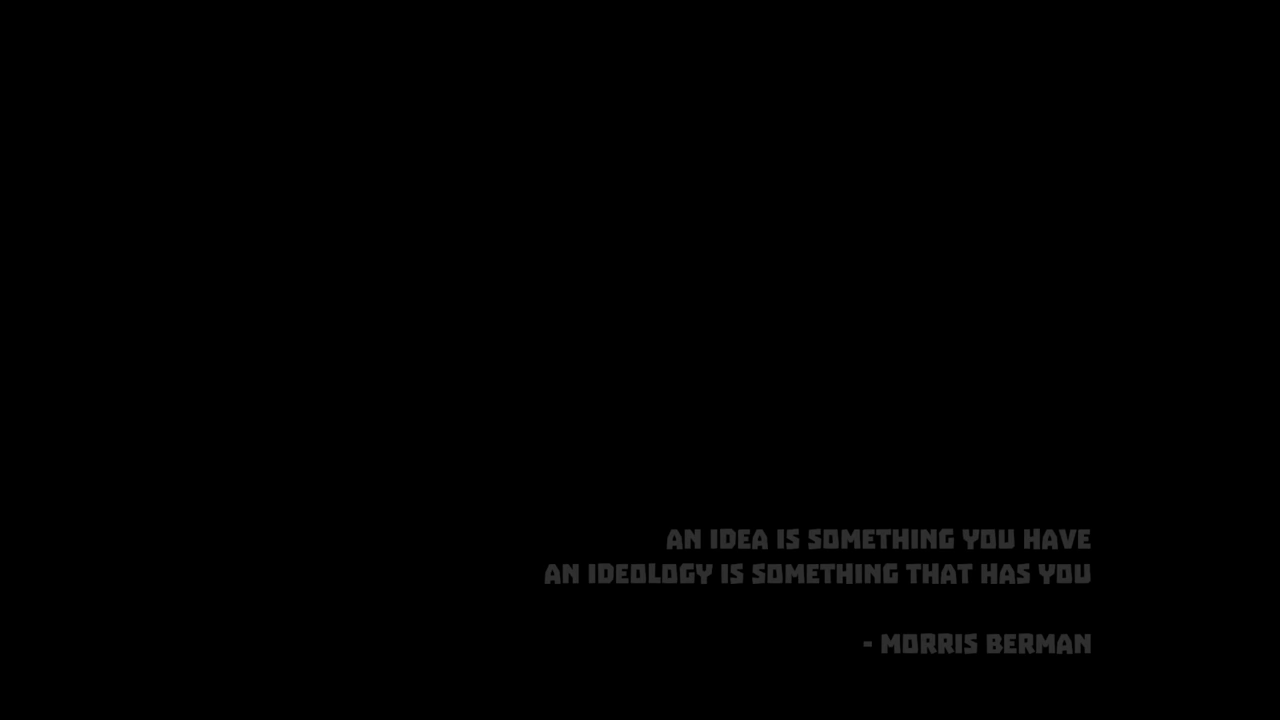 AN IDEA IS SOMETHING YOU HAVE
AN IDEOLOGY IS SOMETHING THAT HAS YOU
- MORRIS BERMAN